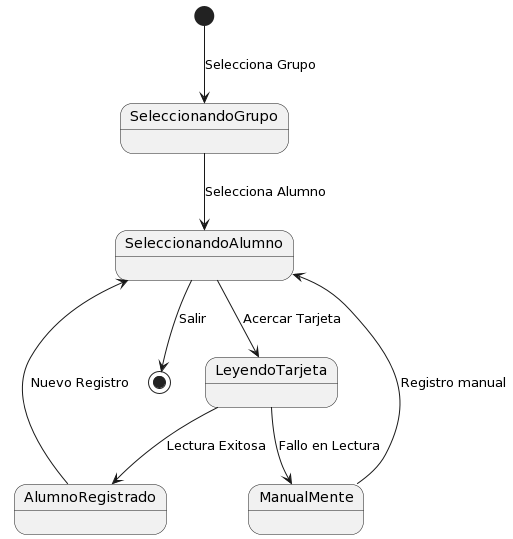 Selecciona Grupo
SeleccionandoGrupo
Selecciona Alumno
SeleccionandoAlumno
Salir
Acercar Tarjeta
LeyendoTarjeta
Nuevo Registro
Registro manual
Lectura Exitosa
Fallo en Lectura
AlumnoRegistrado
ManualMente